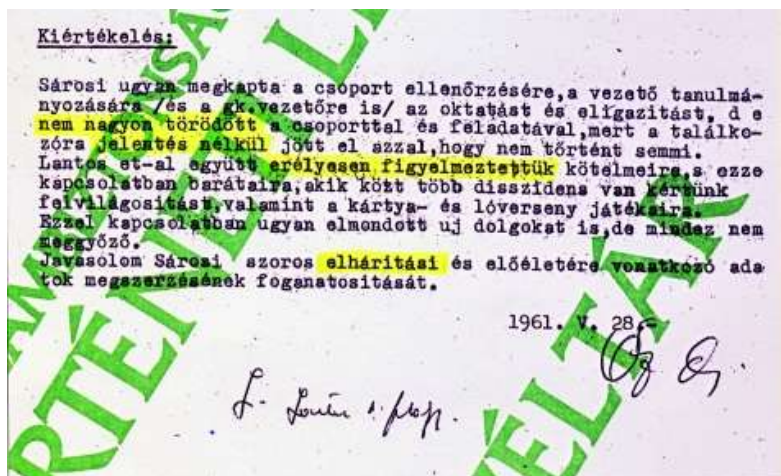 Kiértékelés:
Sárosi ugyan megkapta a csoport ellenőrzésére,a vezető tanulmá-
nyozására /és a gk.vezetőre is/ az oktatást és eligazitást, d e
nem nagyon törödött a csoporttal és feladatával,mert a találko-
zóra jelentés nélkül jött el azzal,hogy nem történt semmi.
Lantos et-al együtt erélyesen figyelmeztettük kötelmeire,s ezze
kapcsolatban barátaira,akik közt több disszidens van kértünk
felvilágositást,valamint a kártya- és lóverseny játékaira.
Ezzel kapcsolatban ugyan elmondott uj dolgokat is,de mindez nem
meggyőző.
Javasolom Sárosi szoros elháritási és előéletére vonatkozó ada
tok megszerzésének foganatositását.
1961. V. 28.-
TÖRTÉNETI LEVÉLTÁR